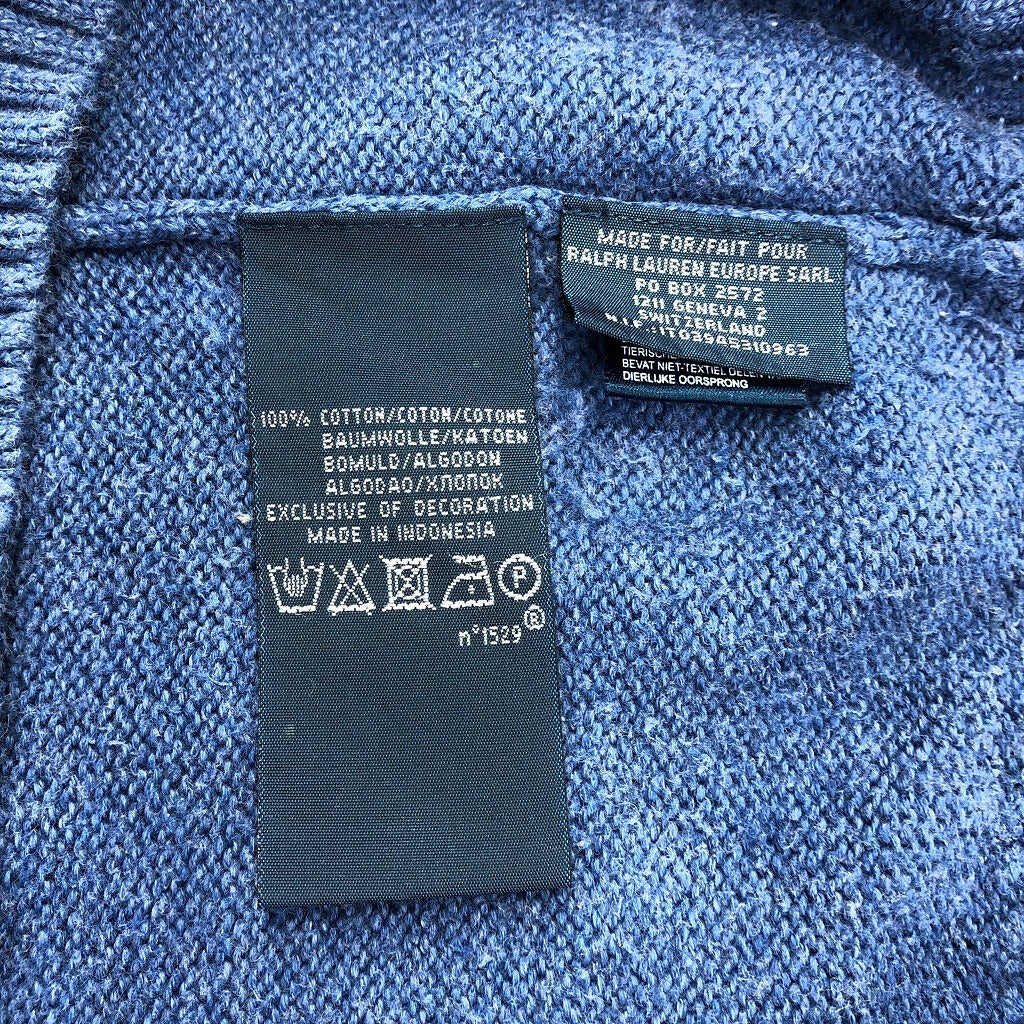 100% COTTON/COTON/COTONE
BAUMWOLLE/KATOEN
BOMULD/ALGODON
ALGODAO/ХЛОПОК
EXCLUSIVE OF DECORATION
MADE IN INDONESIA
P
n°1529®
MADE FOR/FAIT POUR
RALPH LAUREN EUROPE SARL
PO BOX 2572
1211 GENEVA 2
SWITZERLAND
N.I.F.:IT03945310963
BEVAT NIET-TEXTIEL DELEN
DIERLIJKE OORSPRONG